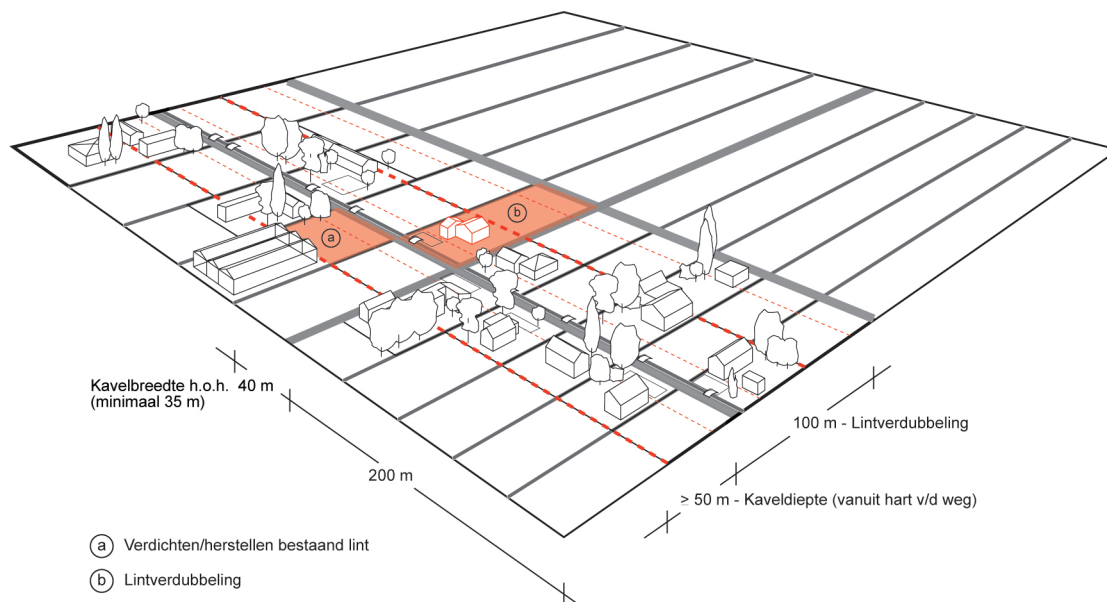 a
b
Kavelbreedte h.o.h. 40 m
(minimaal 35 m)
200 m
100 m - Lintverdubbeling
≥ 50 m - Kaveldiepte (vanuit hart v/d weg)
a Verdichten/herstellen bestaand lint
b Lintverdubbeling